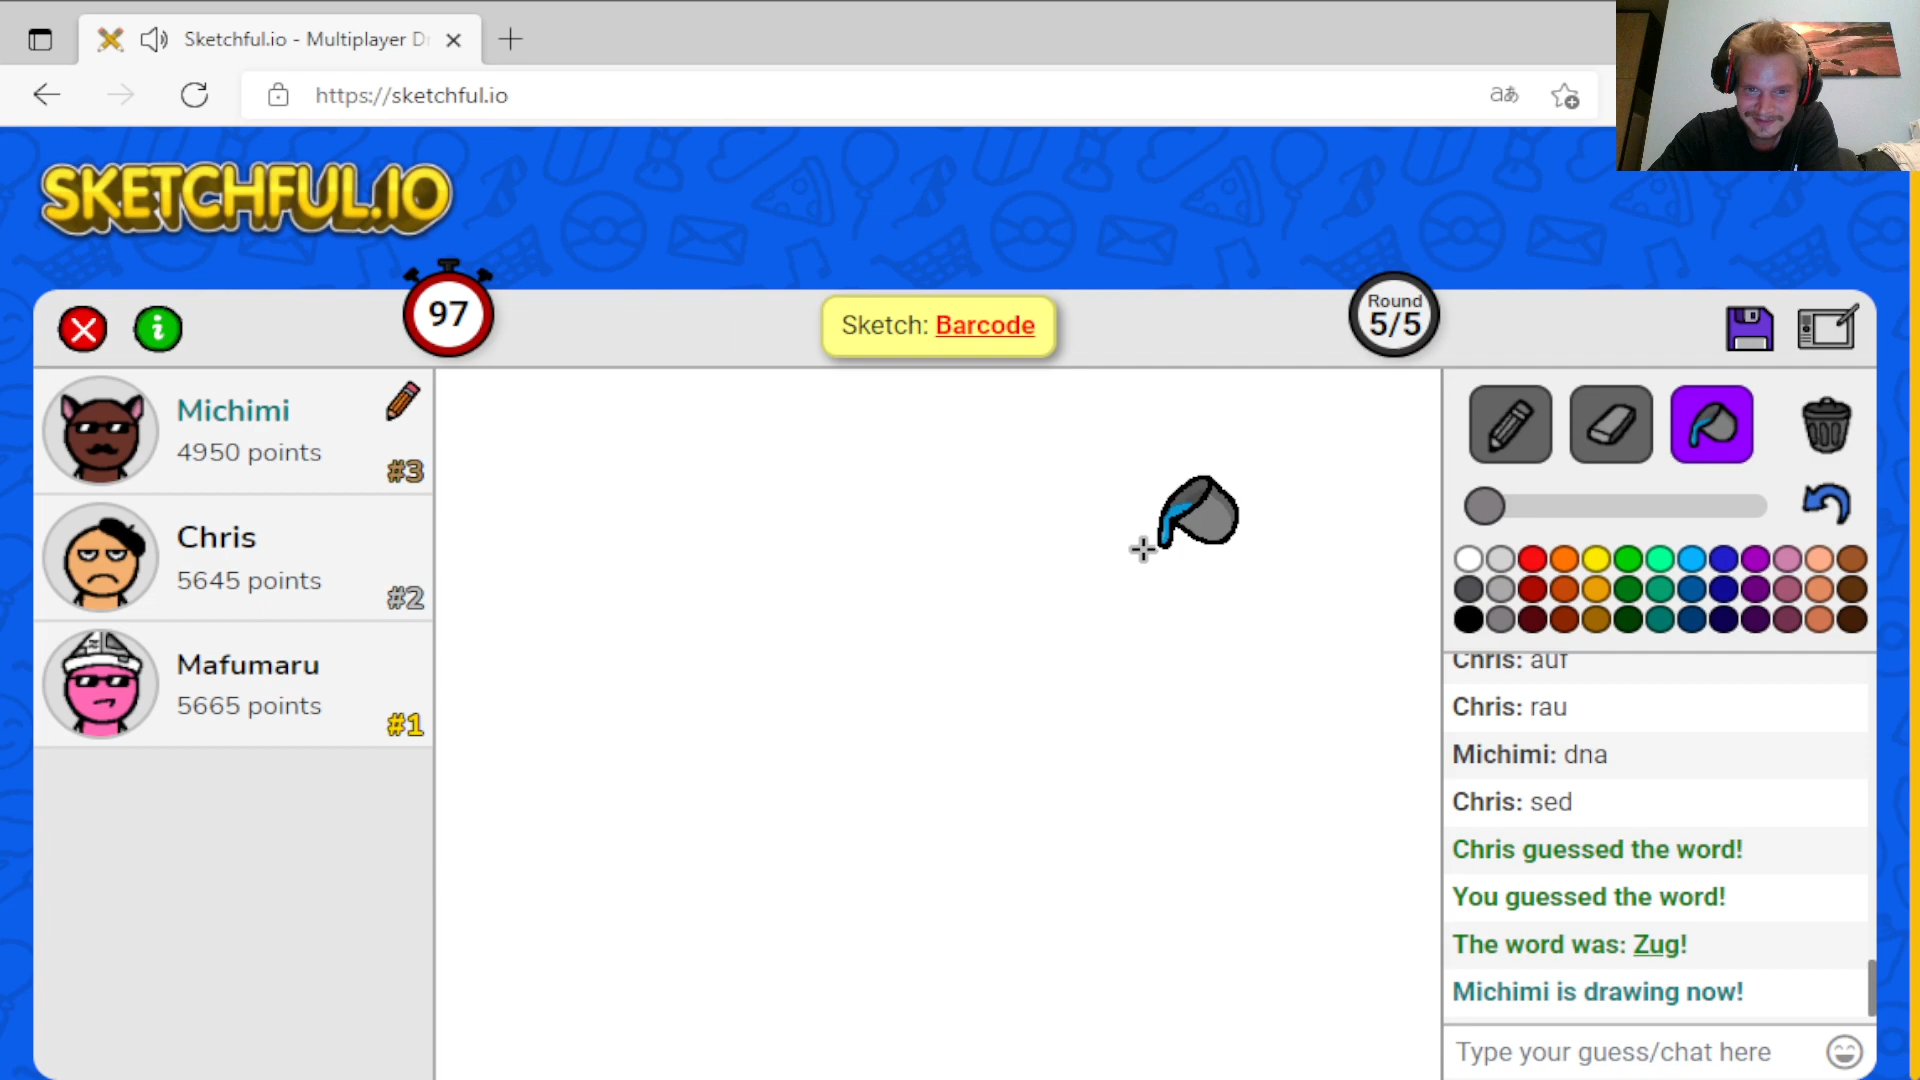 Sketchful.io - Multiplayer Dr
https://sketchful.io
aあ
SKETCHFUL.IO
97
Sketch: Barcode
Round
5/5
Michimi
4950 points
#3
Chris
5645 points
#2
Mafumaru
5665 points
#1
Chris: auf
Chris: rau
Michimi: dna
Chris: sed
Chris guessed the word!
You guessed the word!
The word was: Zug!
Michimi is drawing now!
Type your guess/chat here